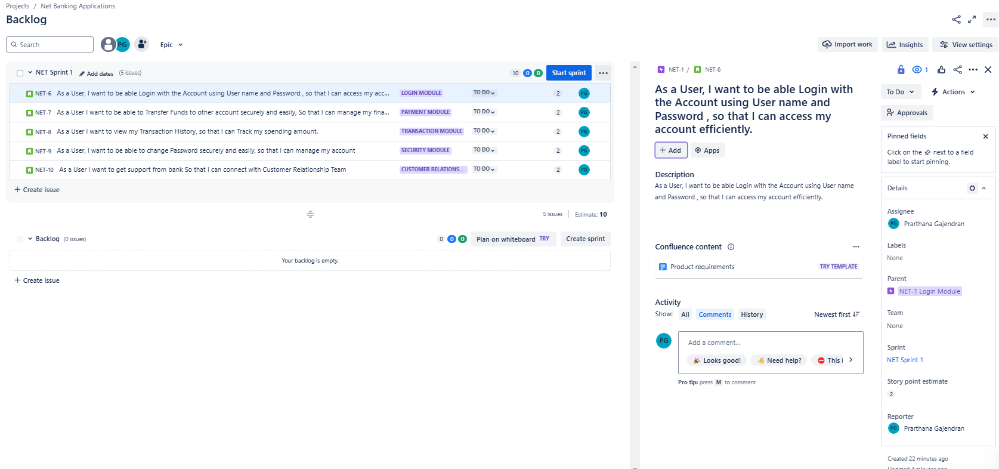 Projects / Net Banking Applications
Backlog
Search
PG
Epic
Import work
Insights
View settings
NET Sprint 1 Add dates (5 issues) 10 0 0 Start sprint
NET-6 As a User, I want to be able Login with the Account using User name and Password , so that I can access my acc... LOGIN MODULE TO DO 2 PG
NET-7 As a User I want to be able to Transfer Funds to other account securely and easily, So that I can manage my fina... PAYMENT MODULE TO DO 2 PG
NET-8 As a User I want to view my Transaction History, so that I can Track my spending amount. TRANSACTION MODULE TO DO 2 PG
NET-9 As a User, I want to be able to change Password securely and easily, so that I can manage my account SECURITY MODULE TO DO 2 PG
NET-10 As a User I want to get support from bank So that I can connect with Customer Relationship Team CUSTOMER RELATIONS... TO DO 2 PG
+ Create issue
5 issues Estimate: 10
Backlog (0 issues) 0 0 0 Plan on whiteboard TRY Create sprint
Your backlog is empty.
+ Create issue
NET-1 / NET-6
1
As a User, I want to be able Login with
the Account using User name and
Password , so that I can access my
account efficiently.
+ Add
Apps
Description
As a User, I want to be able Login with the Account using User name
and Password , so that I can access my account efficiently.
Confluence content
Product requirements TRY TEMPLATE
Activity
Show: All Comments History Newest first
PG
Add a comment...
🎉 Looks good! 👋 Need help? ⛔ This i
Pro tip: press M to comment
To Do
Actions
Approvals
Pinned fields
Click on the next to a field
label to start pinning.
Details
Assignee
PG Prarthana Gajendran
Labels
None
Parent
NET-1 Login Module
Team
None
Sprint
NET Sprint 1
Story point estimate
2
Reporter
PG Prarthana Gajendran
Created 22 minutes ago
Updated 4 minutes ago